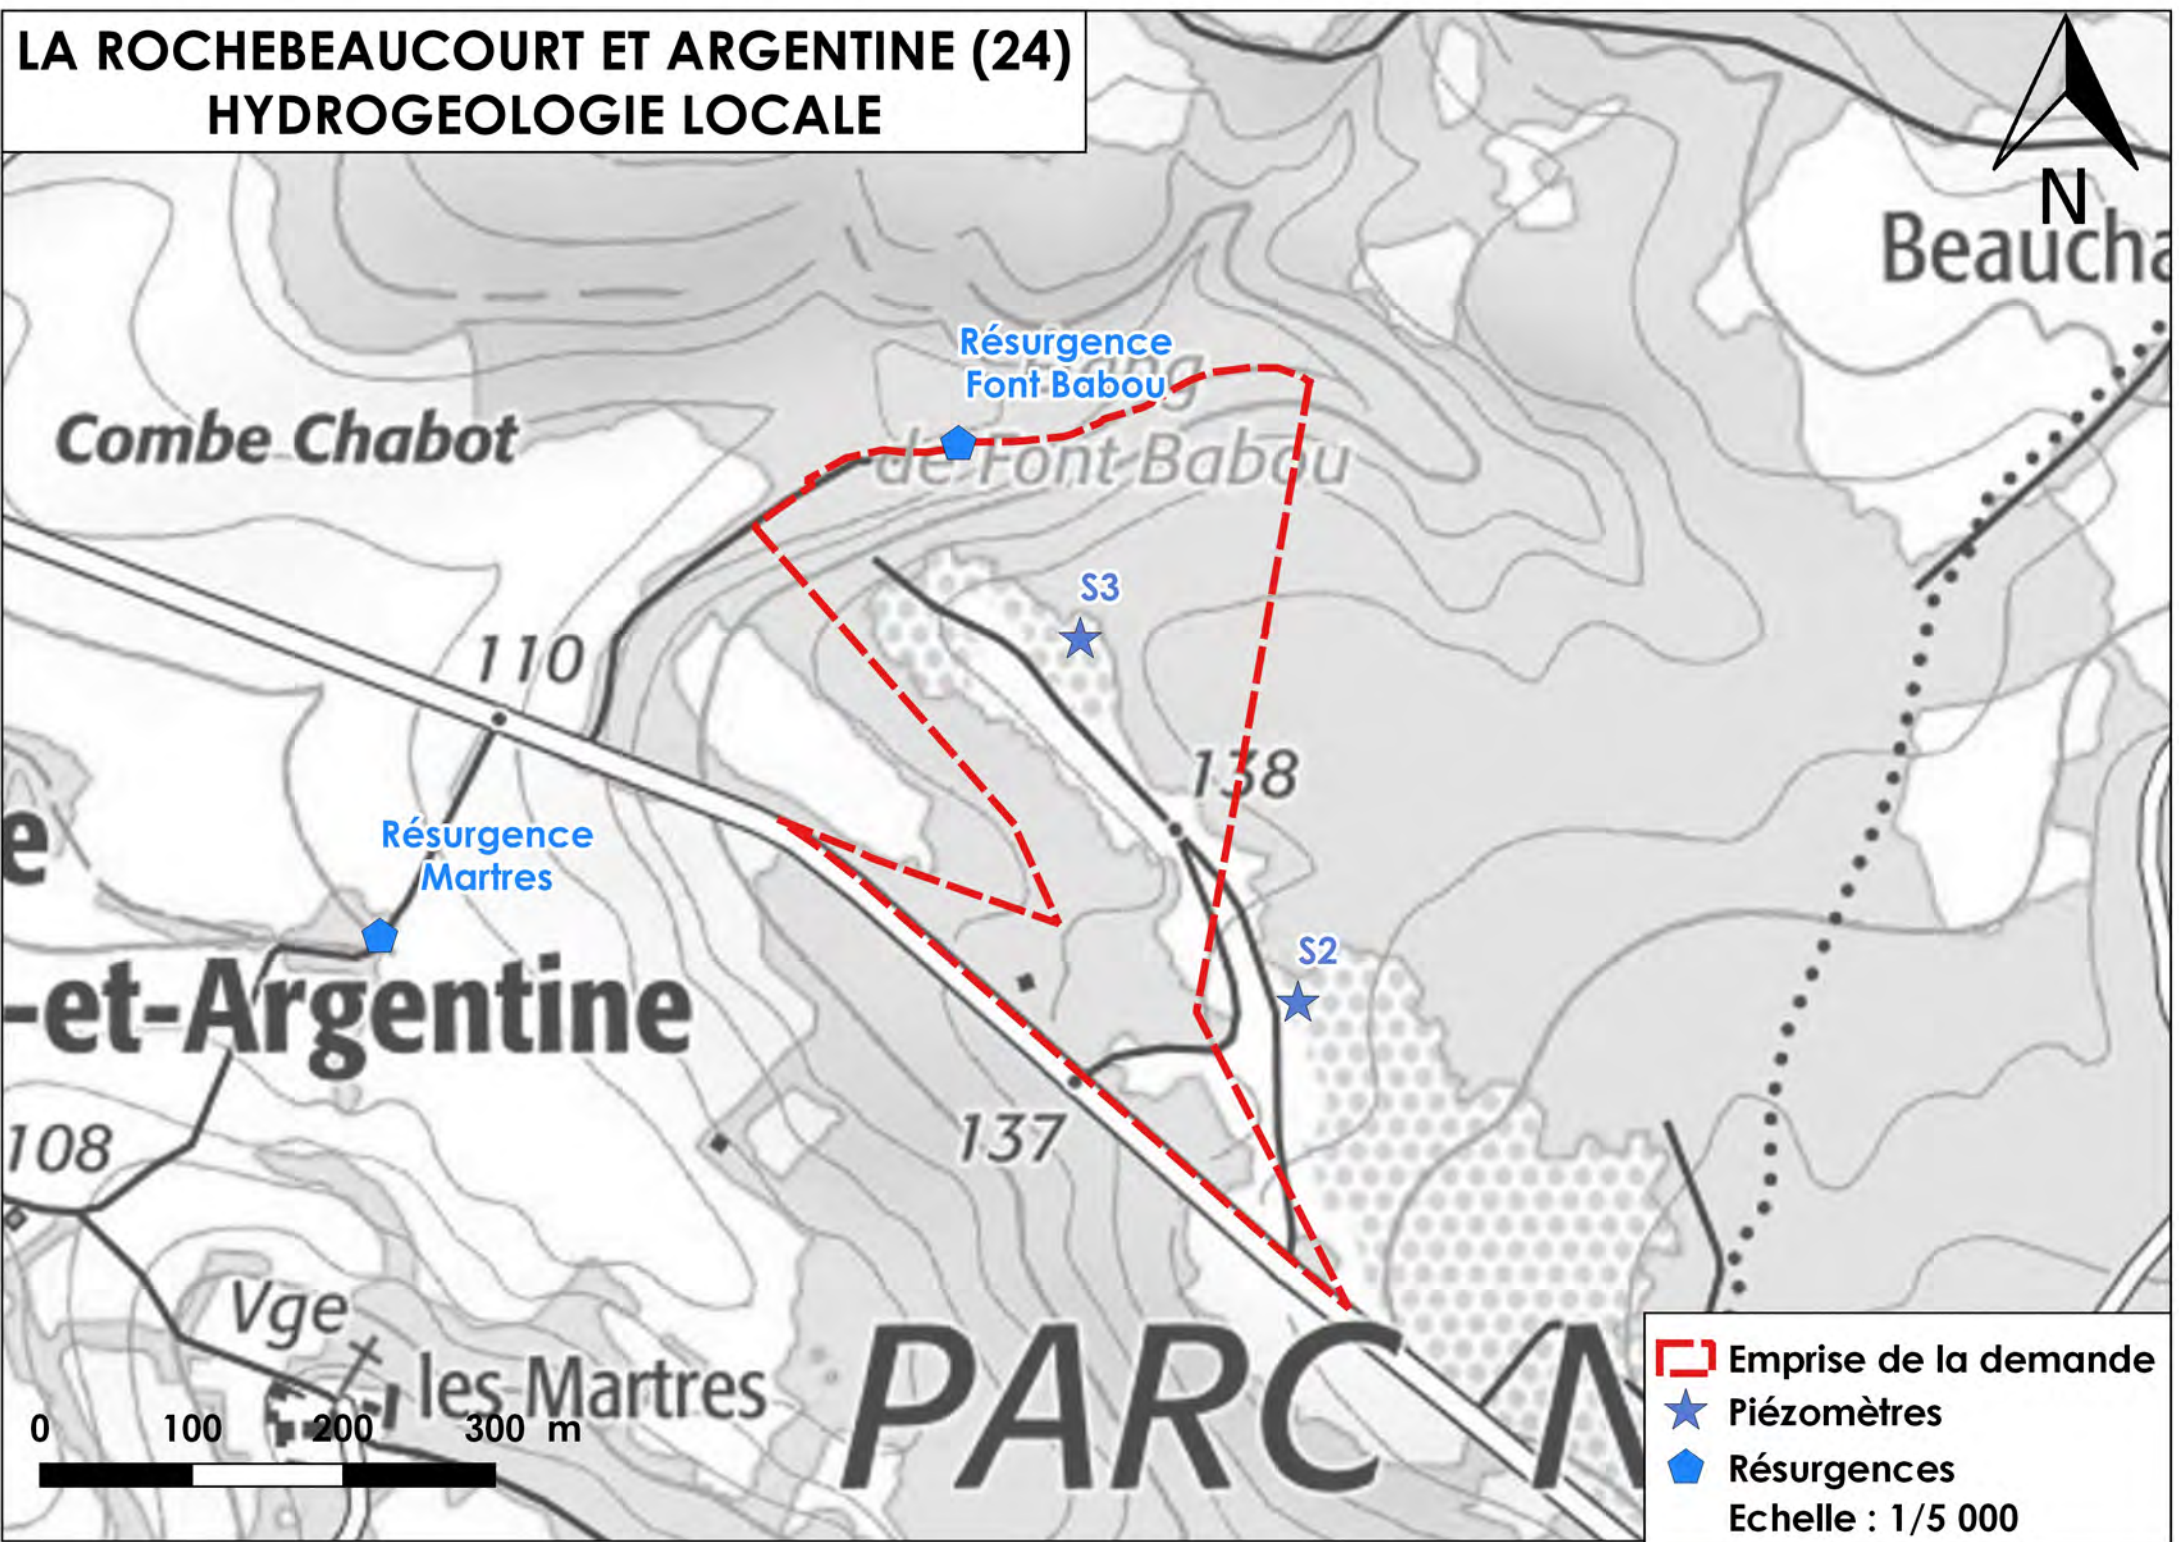 LA ROCHEBEAUCOURT ET ARGENTINE (24)
HYDROGEOLOGIE LOCALE
N
Beaucha
Résurgence
Font Babou
Combe Chabot
de Font Babou
S3
110
138
Résurgence
Martres
e
S2
-et-Argentine
137
108
Vge
les Martres
PARC N
0 100 200 300 m
Emprise de la demande
Piézomètres
Résurgences
Echelle : 1/5 000